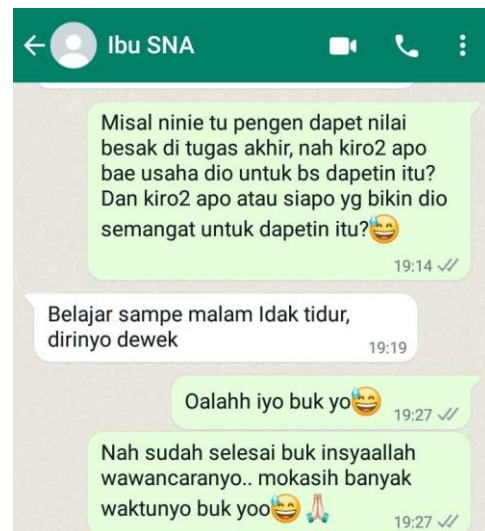 Ibu SNA
Misal ninie tu pengen dapet nilai
besak di tugas akhir, nah kiro2 apo
bae usaha dio untuk bs dapetin itu?
Dan kiro2 apo atau siapo yg bikin dio
semangat untuk dapetin itu?😅
19:14
Belajar sampe malam Idak tidur,
dirinyo dewek
19:19
Oalahh iyo buk yo😅
19:27
Nah sudah selesai buk insyaallah
wawancaranyo.. mokasih banyak
waktunyo buk yoo😅🙏🏻
19:27